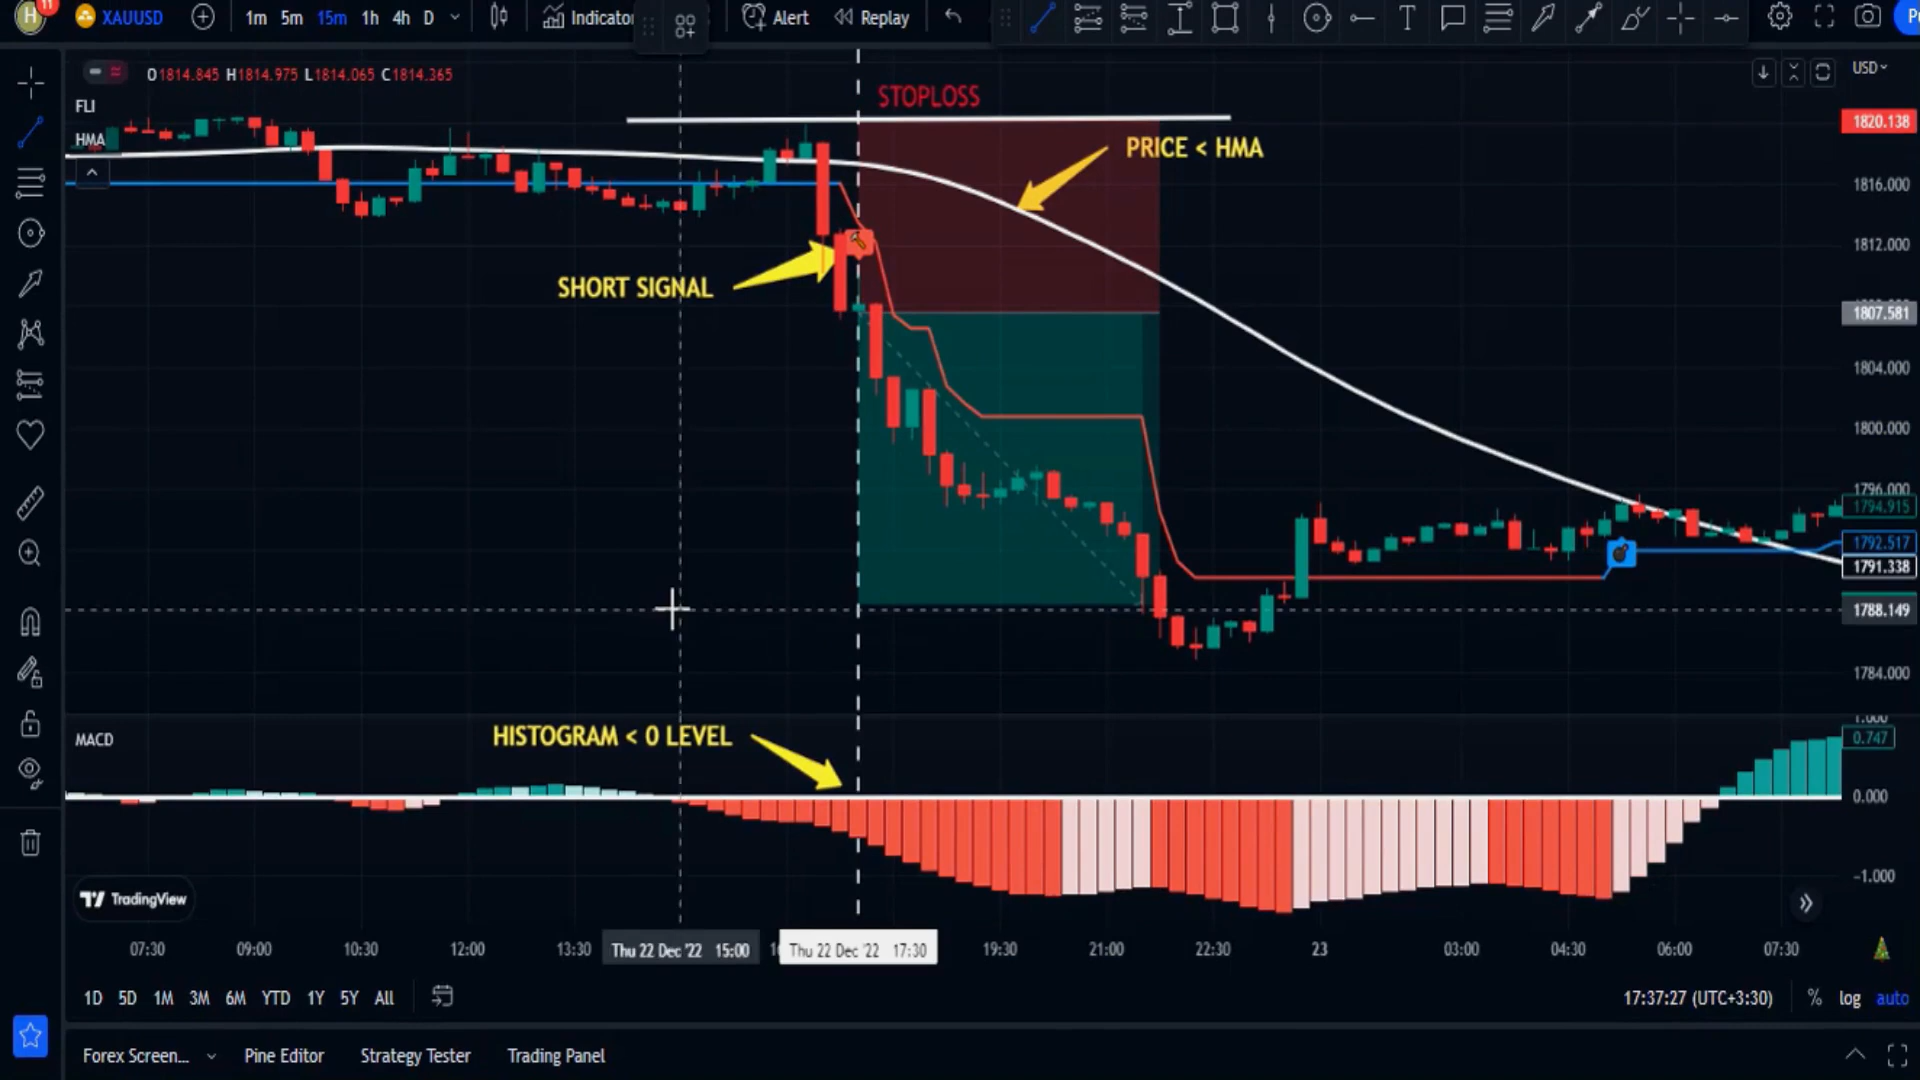 H
11
XAUUSD 1m 5m 15m 1h 4h D Alert Replay
O1814.845 H1814.975 L1814.065 C1814.365
USD
FLI
HMA
STOPLOSS
PRICE < HMA
SHORT SIGNAL
1820.138
1816.000
1812.000
1807.581
1804.000
1800.000
1796.000
1794.915
1792.517
1791.338
1788.149
1784.000
HISTOGRAM < 0 LEVEL
MACD
1.000
0.747
0.000
−1.000
TradingView
07:30 09:00 10:30 12:00 13:30 Thu 22 Dec '22 15:00 Thu 22 Dec '22 17:30 19:30 21:00 22:30 23 03:00 04:30 06:00 07:30
1D 5D 1M 3M 6M YTD 1Y 5Y All 17:37:27 (UTC+3:30) % log auto
Forex Screen... Pine Editor Strategy Tester Trading Panel